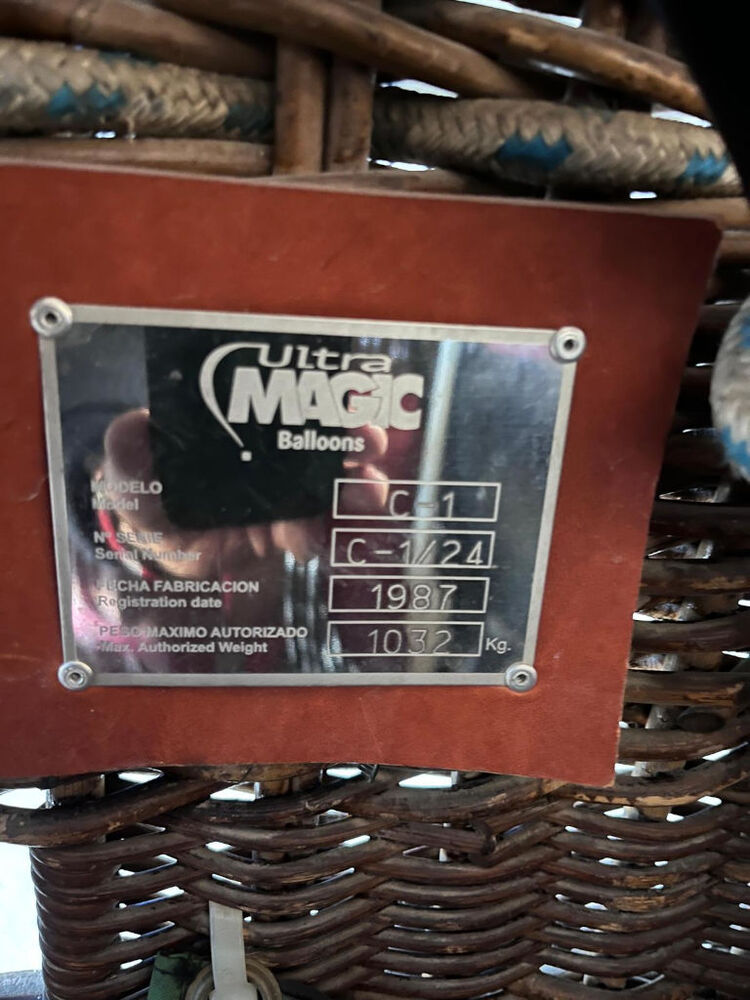 Ultra
MAGIC
Balloons
MODELO
Model
C-1
Nº SERIE
Serial Number
C-1/24
FECHA FABRICACION
Registration date
1987
PESO MAXIMO AUTORIZADO
Max. Authorized Weight
1032 Kg.